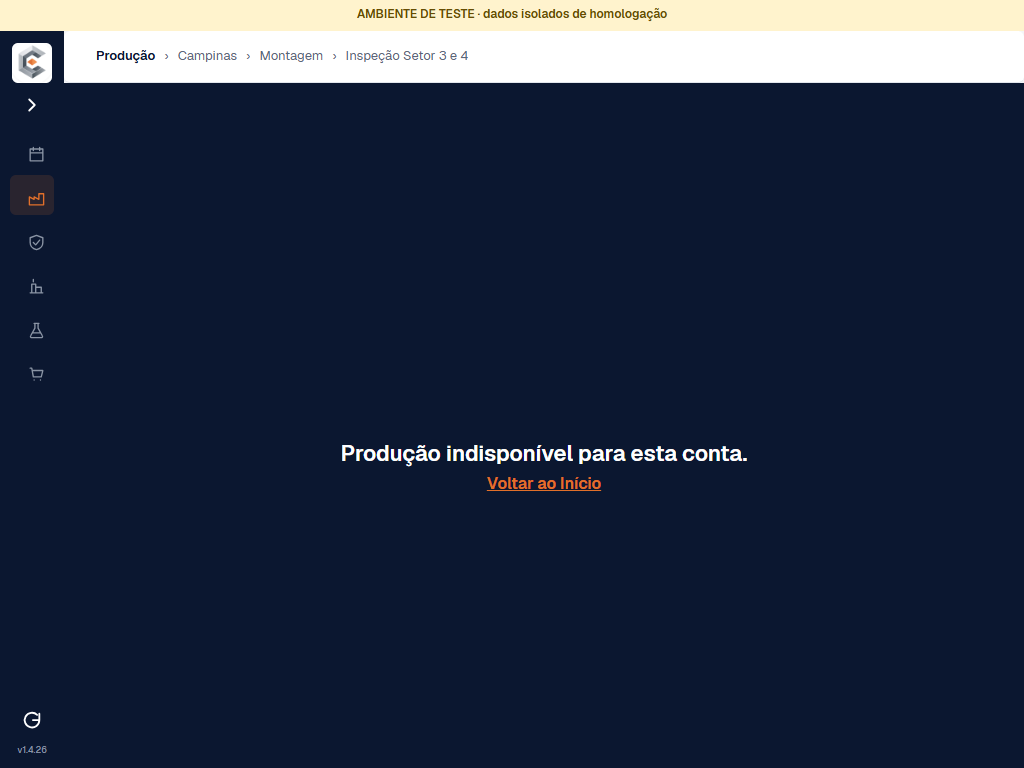 AMBIENTE DE TESTE · dados isolados de homologação
Produção › Campinas › Montagem › Inspeção Setor 3 e 4
Produção indisponível para esta conta.
Voltar ao Início
v1.4.26